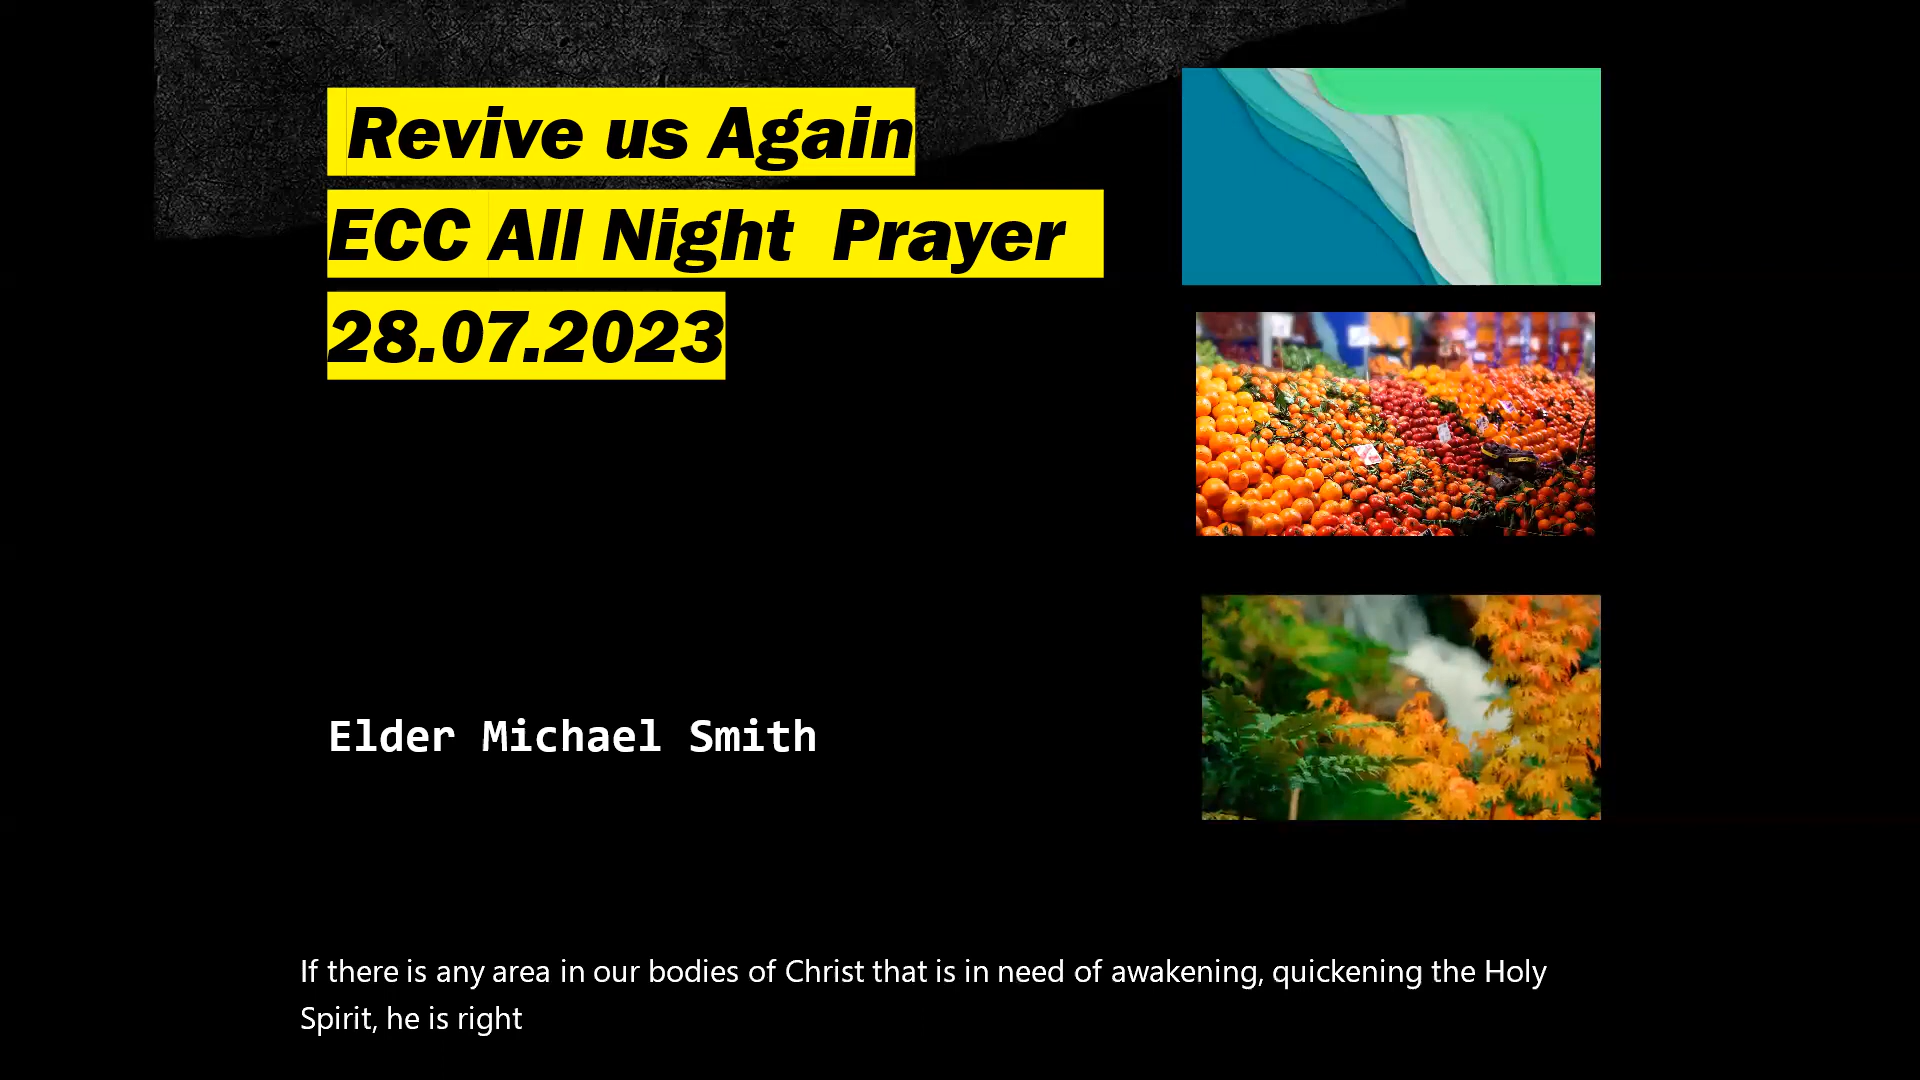 Revive us Again
ECC All Night Prayer
28.07.2023
Elder Michael Smith
If there is any area in our bodies of Christ that is in need of awakening, quickening the Holy
Spirit, he is right